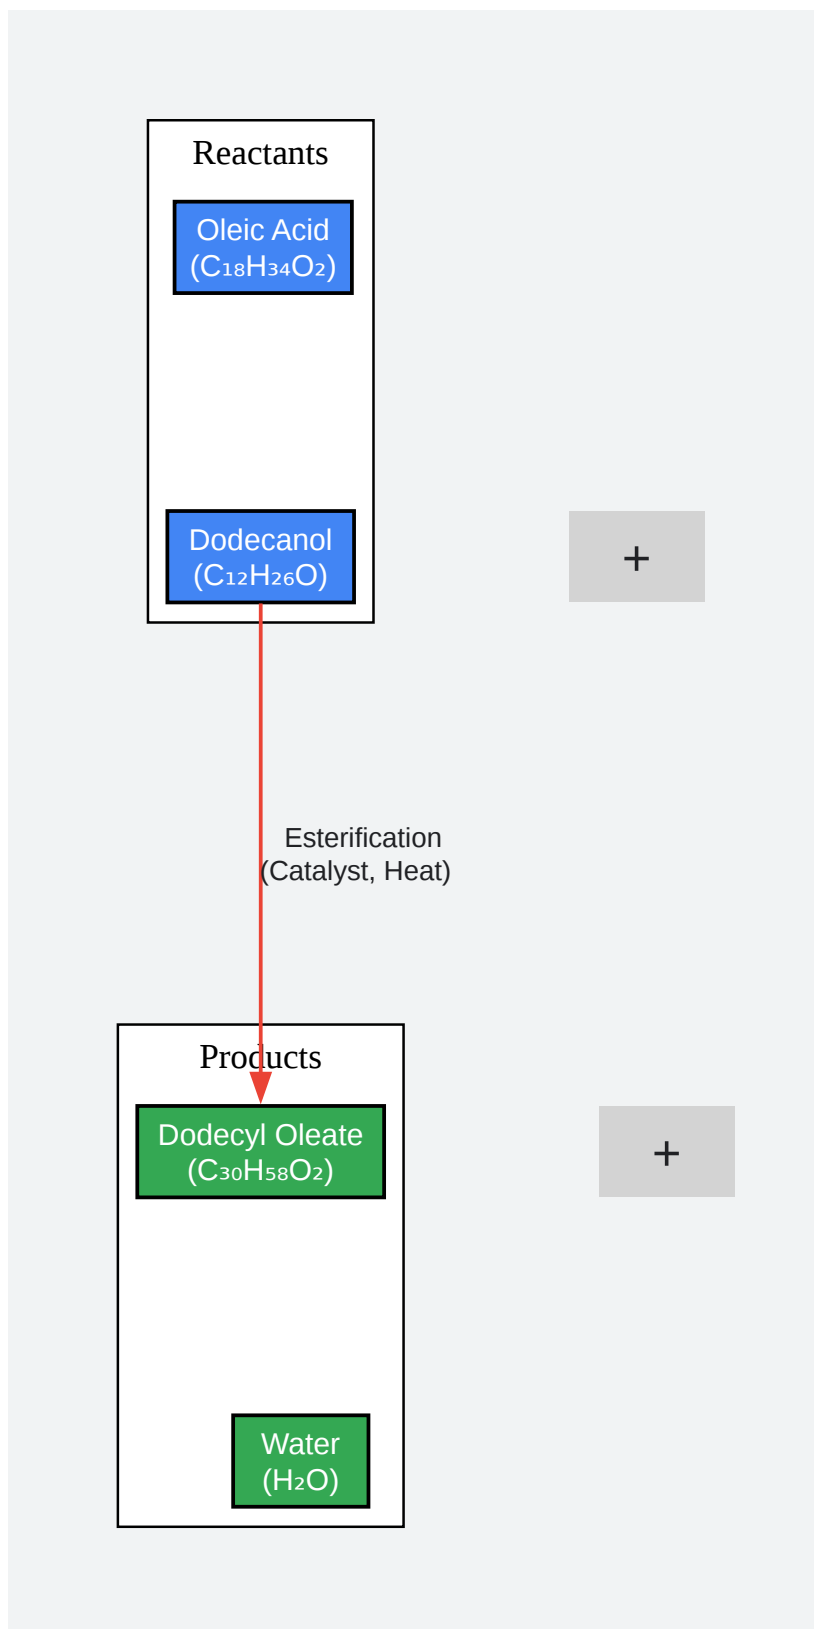 Reactants
Oleic Acid
(C₁₈H₃₄O₂)
Dodecanol
(C₁₂H₂₆O)
+
Esterification
(Catalyst, Heat)
Products
Dodecyl Oleate
(C₃₀H₅₈O₂)
+
Water
(H₂O)